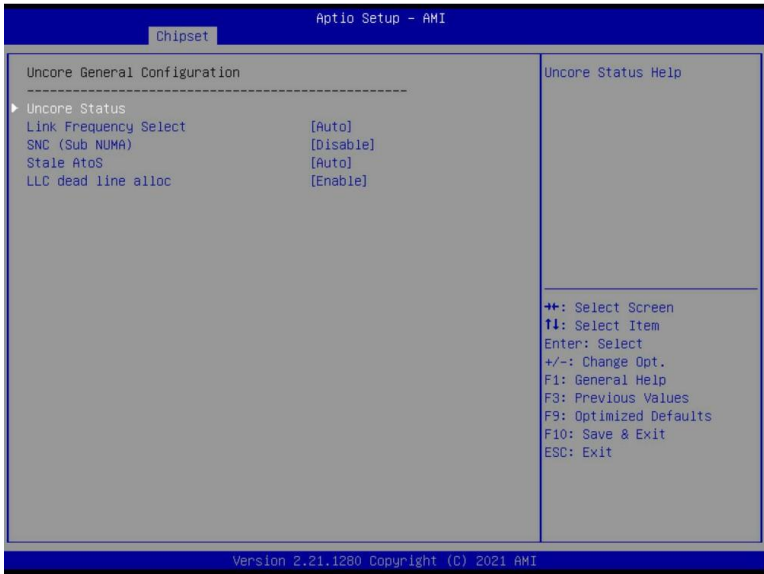 Aptio Setup – AMI
Chipset
Uncore General Configuration
--------------------------------------------------
Uncore Status
Link Frequency Select [Auto]
SNC (Sub NUMA) [Disable]
Stale AtoS [Auto]
LLC dead line alloc [Enable]
Uncore Status Help
→←: Select Screen
↑↓: Select Item
Enter: Select
+/-: Change Opt.
F1: General Help
F3: Previous Values
F9: Optimized Defaults
F10: Save & Exit
ESC: Exit
Version 2.21.1280 Copyright (C) 2021 AMI